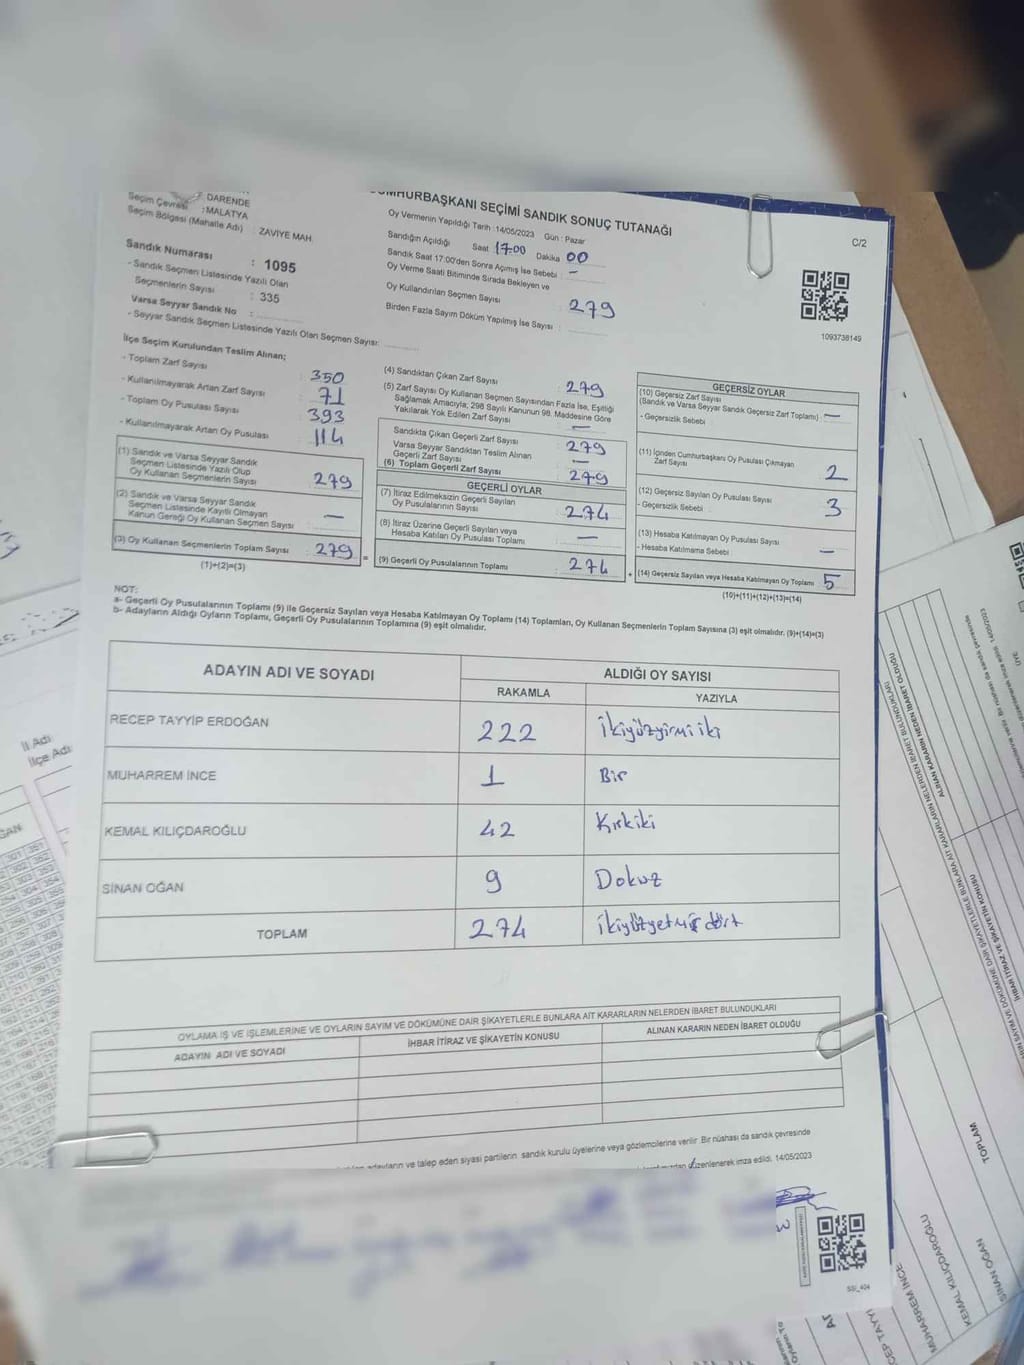 DARENDE
Seçim Çevresi : MALATYA
Seçim Bölgesi (Mahalle Adı) : ZAVİYE MAH.
Sandık Numarası : 1095
- Sandık Seçmen Listesinde Yazılı Olan
Seçmenlerin Sayısı : 335
Varsa Seyyar Sandık No :
- Seyyar Sandık Seçmen Listesinde Yazılı Olan Seçmen Sayısı:
CUMHURBAŞKANI SEÇİMİ SANDIK SONUÇ TUTANAĞI
Oy Vermenin Yapıldığı Tarih :14/05/2023 Gün : Pazar
Sandığın Açıldığı Saat 17.00 Dakika 00
Sandık Saat 17:00'den Sonra Açımış İse Sebebi : -
Oy Verme Saati Bitiminde Sırada Bekleyen ve
Oy Kullandırılan Seçmen Sayısı : 279
Birden Fazla Sayım Döküm Yapılmış İse Sayısı :
C/2
1093738149
İlçe Seçim Kurulundan Teslim Alınan;
- Toplam Zarf Sayısı : 350
- Kullanılmayarak Artan Zarf Sayısı : 71
- Toplam Oy Pusulası Sayısı : 393
- Kullanılmayarak Artan Oy Pusulası : 114
(1) Sandık ve Varsa Seyyar Sandık
Seçmen Listesinde Yazılı Olup
Oy Kullanan Seçmenlerin Sayısı : 279
(2) Sandık ve Varsa Seyyar Sandık
Seçmen Listesinde Kayıtlı Olmayan
Kanun Gereği Oy Kullanan Seçmen Sayısı : -
(3) Oy Kullanan Seçmenlerin Toplam Sayısı : 279
(1)+(2)=(3)
(4) Sandıktan Çıkan Zarf Sayısı : 279
(5) Zarf Sayısı Oy Kullanan Seçmen Sayısından Fazla İse, Eşitliği
Sağlamak Amacıyla; 298 Sayılı Kanunun 98. Maddesine Göre
Yakılarak Yok Edilen Zarf Sayısı : -
Sandıkta Çıkan Geçerli Zarf Sayısı : 279
Varsa Seyyar Sandıktan Teslim Alınan
Geçerli Zarf Sayısı : -
(6) Toplam Geçerli Zarf Sayısı : 279
GEÇERLİ OYLAR
(7) İtiraz Edilmeksizin Geçerli Sayılan
Oy Pusulalarının Sayısı : 274
(8) İtiraz Üzerine Geçerli Sayılan veya
Hesaba Katılan Oy Pusulası Toplamı : -
= (9) Geçerli Oy Pusulalarının Toplamı : 274
GEÇERSİZ OYLAR
(10) Geçersiz Zarf Sayısı
(Sandık ve Varsa Seyyar Sandık Geçersiz Zarf Toplamı) : -
- Geçersizlik Sebebi
(11) İçinden Cumhurbaşkanı Oy Pusulası Çıkmayan
Zarf Sayısı : 2
(12) Geçersiz Sayılan Oy Pusulası Sayısı : 3
- Geçersizlik Sebebi
(13) Hesaba Katılmayan Oy Pusulası Sayısı : -
- Hesaba Katılmama Sebebi
+ (14) Geçersiz Sayılan veya Hesaba Katılmayan Oy Toplamı : 5
(10)+(11)+(12)+(13)=(14)
NOT:
a- Geçerli Oy Pusulalarının Toplamı (9) ile Geçersiz Sayılan veya Hesaba Katılmayan Oy Toplamı (14) Toplamları, Oy Kullanan Seçmenlerin Toplam Sayısına (3) eşit olmalıdır. (9)+(14)=(3)
b- Adayların Aldığı Oyların Toplamı, Geçerli Oy Pusulalarının Toplamına (9) eşit olmalıdır.
ADAYIN ADI VE SOYADI ALDIĞI OY SAYISI
RAKAMLA YAZIYLA
RECEP TAYYİP ERDOĞAN 222 İkiyüzyirmi iki
MUHARREM İNCE 1 Bir
KEMAL KILIÇDAROĞLU 42 Kırkiki
SİNAN OĞAN 9 Dokuz
TOPLAM 274 İkiyüzyetmiş dört
OYLAMA İŞ VE İŞLEMLERİNE VE OYLARIN SAYIM VE DÖKÜMÜNE DAİR ŞİKAYETLERLE BUNLARA AİT KARARLARIN NELERDEN İBARET BULUNDUKLARI
ADAYIN ADI VE SOYADI İHBAR İTİRAZ VE ŞİKAYETİN KONUSU ALINAN KARARIN NEDEN İBARET OLDUĞU
adayların ve talep eden siyasi partilerin sandık kurulu üyelerine veya gözlemcilerine verilir. Bir nüshası da sandık çevresinde
düzenlenerek imza edildi. 14/05/2023
SSİ_404
İl Adı
İlçe Adı
TOPLAM
SİNAN OĞAN
KEMAL KILIÇDAROĞLU
MUHARREM İNCE